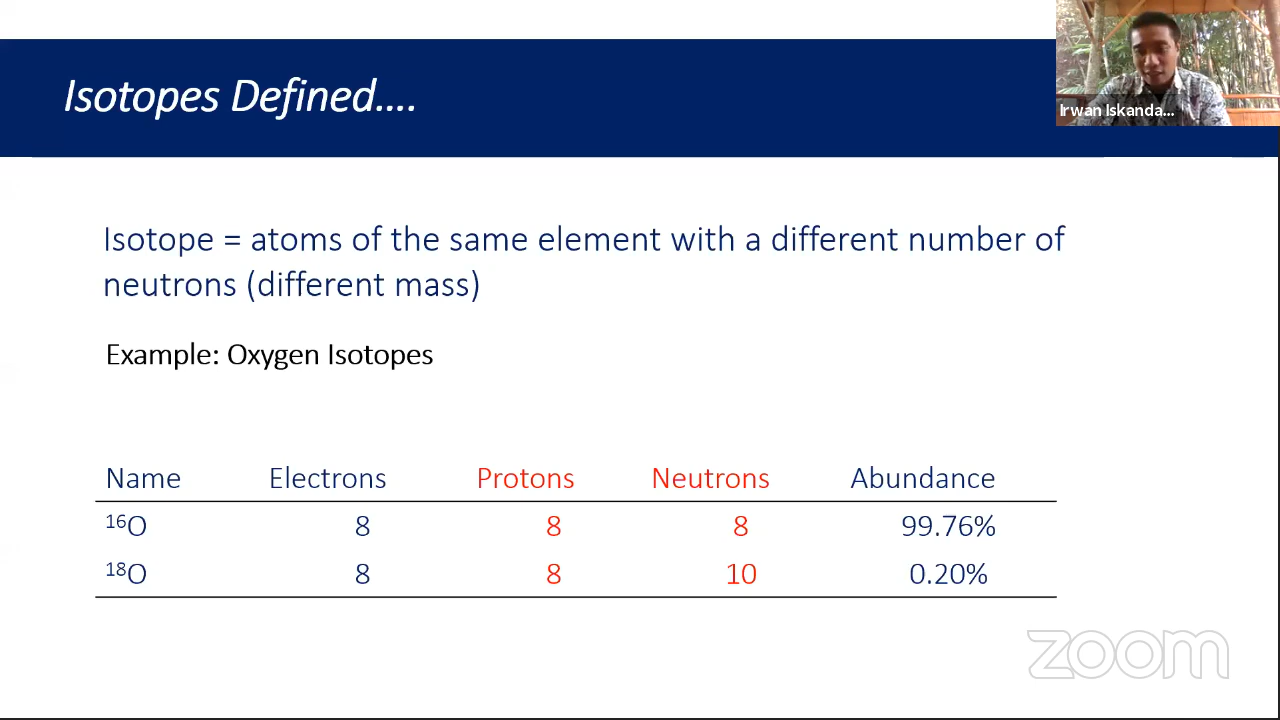 Isotopes Defined....
Irwan Iskanda...
Isotope = atoms of the same element with a different number of
neutrons (different mass)
Example: Oxygen Isotopes
Name Electrons Protons Neutrons Abundance
¹⁶O 8 8 8 99.76%
¹⁸O 8 8 10 0.20%
zoom